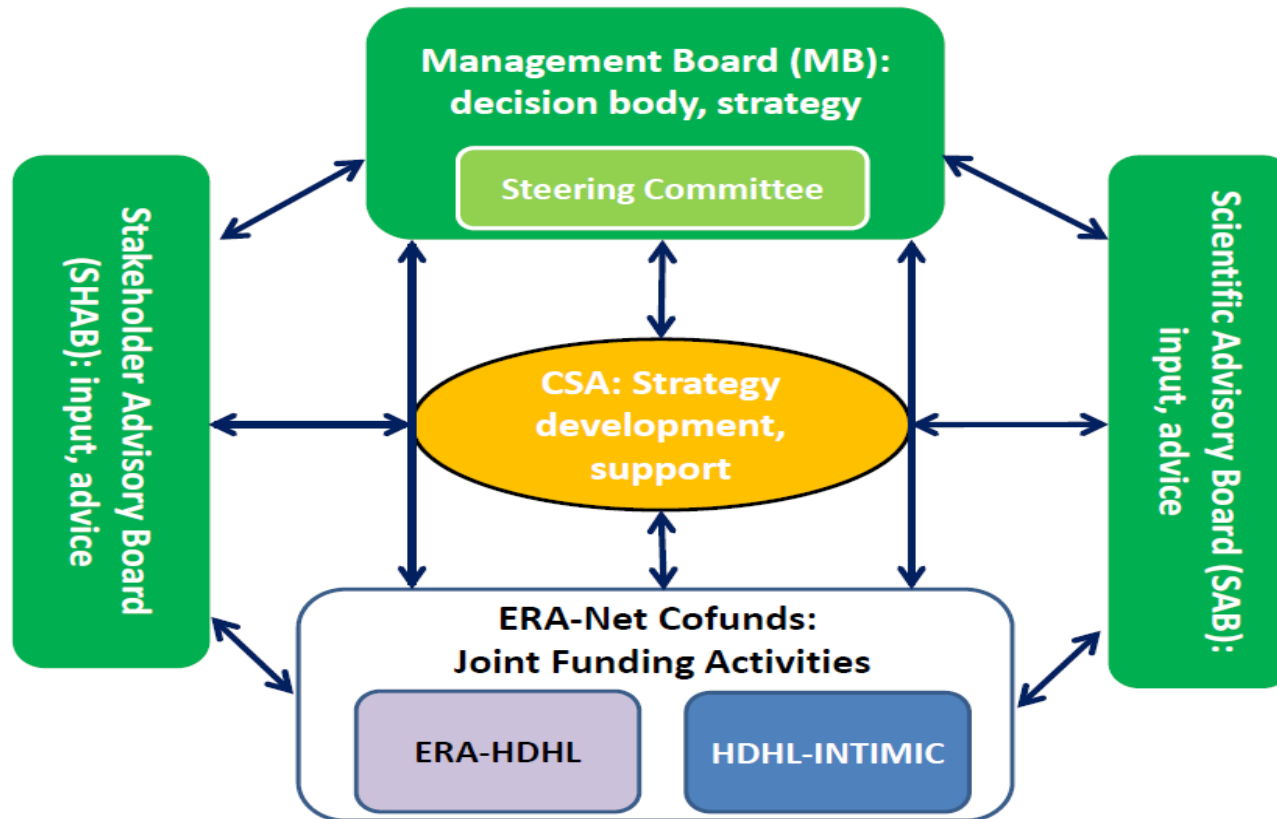 Management Board (MB):
decision body, strategy
Steering Committee
Stakeholder Advisory Board
(SHAB): input, advice
CSA: Strategy
development,
support
Scientific Advisory Board (SAB):
input, advice
ERA-Net Cofunds:
Joint Funding Activities
ERA-HDHL
HDHL-INTIMIC